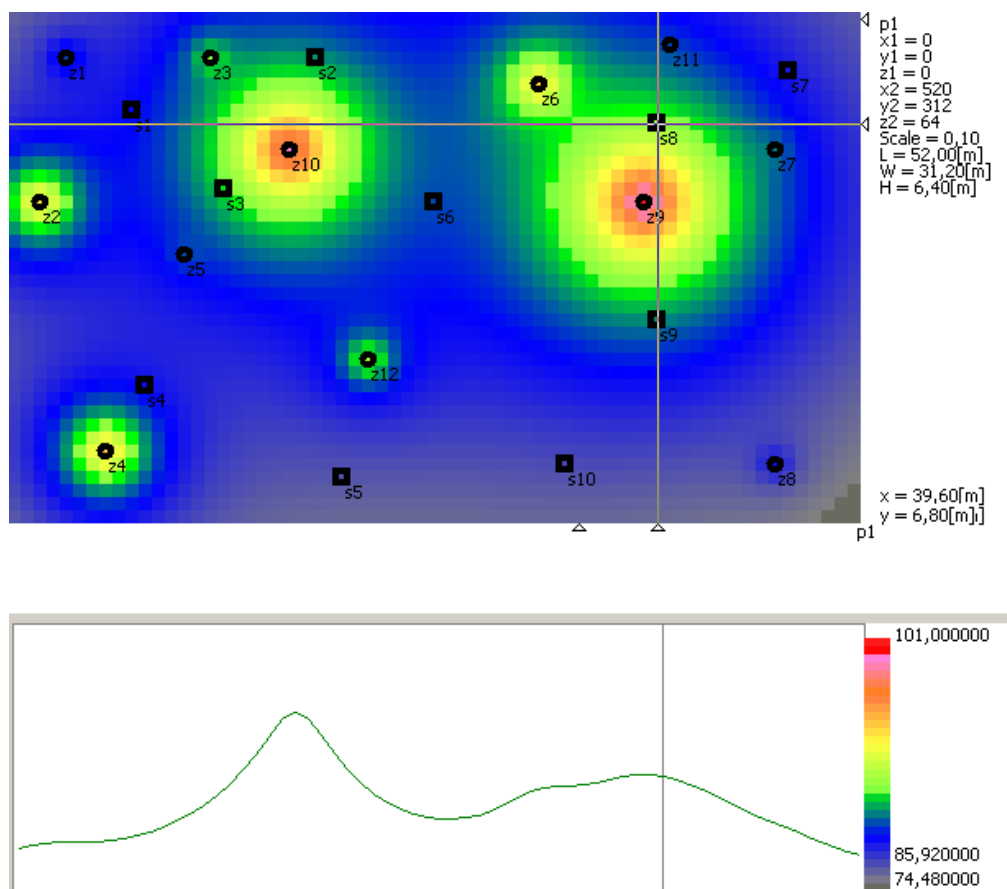 p1
x1 = 0
y1 = 0
z1 = 0
x2 = 520
y2 = 312
z2 = 64
Scale = 0,10
L = 52,00[m]
W = 31,20[m]
H = 6,40[m]
z1
z3
s2
z11
s7
z6
s1
s8
z10
z7
z2
s3
s6
z9
z5
s9
z12
s4
z4
s5
s10
z8
x = 39,60[m]
y = 6,80[m]
p1
101,000000
85,920000
74,480000